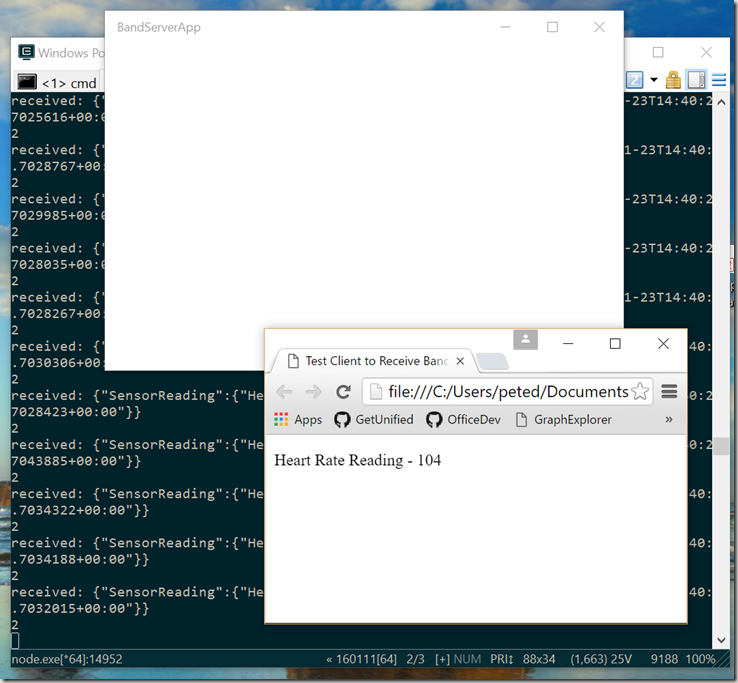 BandServerApp
Windows Po
<1> cmd
received: {" -23T14:40:2
7025616+00:0
2
received: {" 1-23T14:40:
.7028767+00:
2
received: {" -23T14:40:2
7029985+00:0
2
received: {" -23T14:40:2
7028035+00:0
2
received: {" 1-23T14:40:
.7028267+00:
2
received: {"
.7030306+00:
2
received: {"SensorReading":{"He 40:2
7028423+00:00"}}
2
received: {"SensorReading":{"He 40:2
7043885+00:00"}}
2
received: {"SensorReading":{"He :40:
.7034322+00:00"}}
2
received: {"SensorReading":{"He :40:
.7034188+00:00"}}
2
received: {"SensorReading":{"He :40:
.7032015+00:00"}}
2
Test Client to Receive Banc
file:///C:/Users/peted/Documents
Apps GetUnified OfficeDev GraphExplorer »
Heart Rate Reading - 104
node.exe[*64]:14952 « 160111[64] 2/3 [+] NUM PRI↕ 88x34 (1,663) 25V 9188 100%